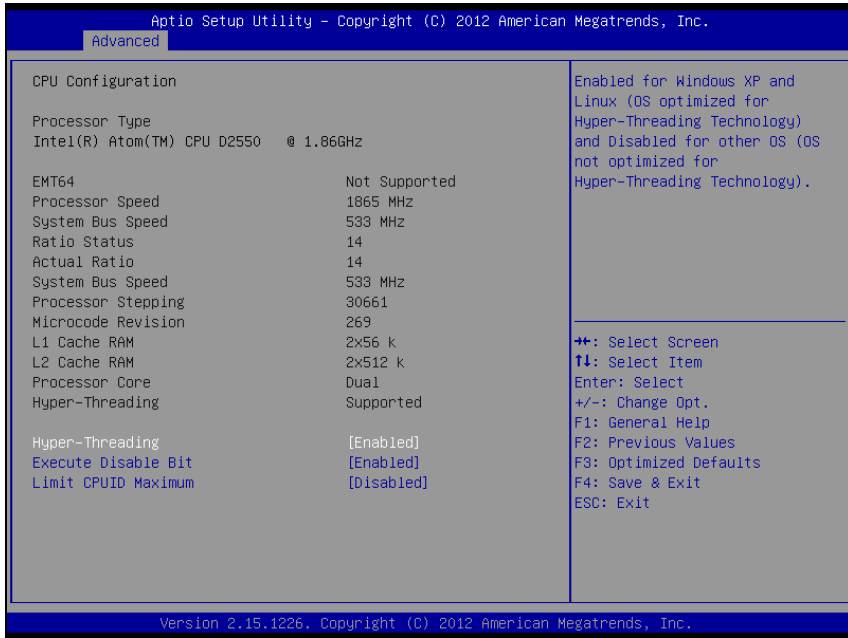 Aptio Setup Utility – Copyright (C) 2012 American Megatrends, Inc.
Advanced
CPU Configuration
Processor Type
Intel(R) Atom(TM) CPU D2550 @ 1.86GHz
EMT64 Not Supported
Processor Speed 1865 MHz
System Bus Speed 533 MHz
Ratio Status 14
Actual Ratio 14
System Bus Speed 533 MHz
Processor Stepping 30661
Microcode Revision 269
L1 Cache RAM 2x56 k
L2 Cache RAM 2x512 k
Processor Core Dual
Hyper-Threading Supported
Hyper-Threading [Enabled]
Execute Disable Bit [Enabled]
Limit CPUID Maximum [Disabled]
Enabled for Windows XP and
Linux (OS optimized for
Hyper-Threading Technology)
and Disabled for other OS (OS
not optimized for
Hyper-Threading Technology).
→←: Select Screen
↑↓: Select Item
Enter: Select
+/-: Change Opt.
F1: General Help
F2: Previous Values
F3: Optimized Defaults
F4: Save & Exit
ESC: Exit
Version 2.15.1226. Copyright (C) 2012 American Megatrends, Inc.